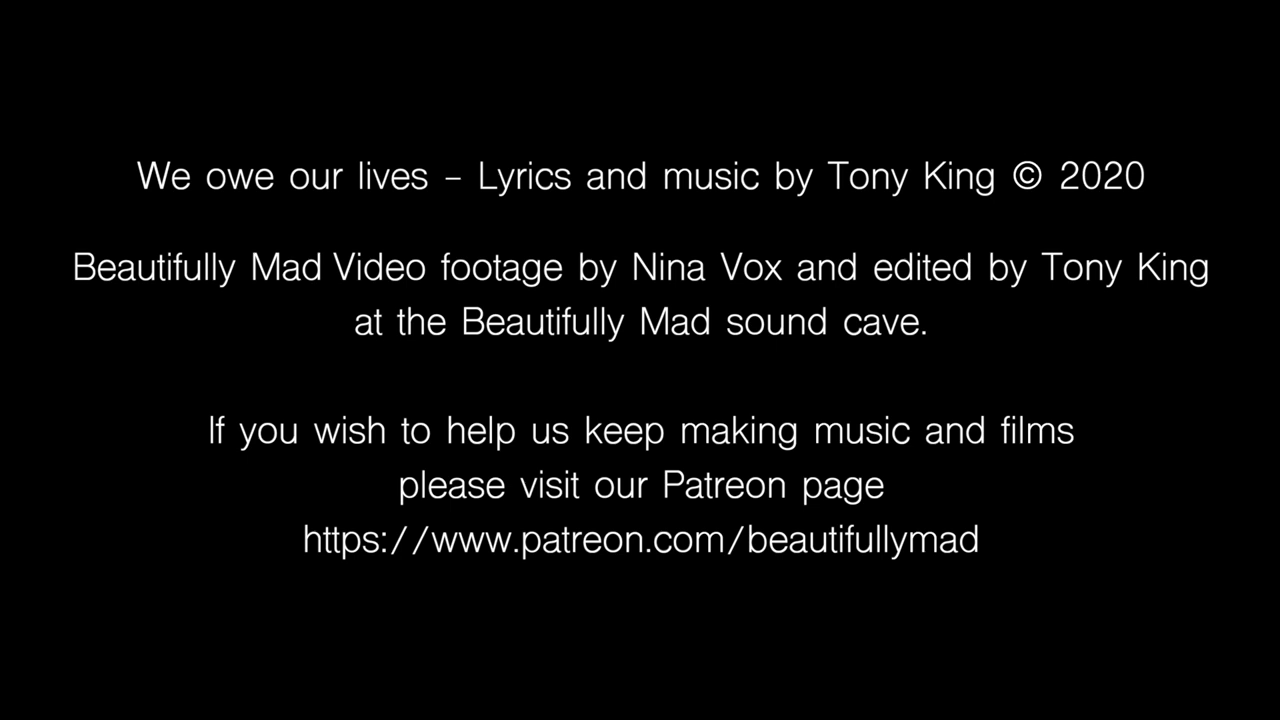 We owe our lives – Lyrics and music by Tony King © 2020
Beautifully Mad Video footage by Nina Vox and edited by Tony King
at the Beautifully Mad sound cave.
If you wish to help us keep making music and films
please visit our Patreon page
https://www.patreon.com/beautifullymad